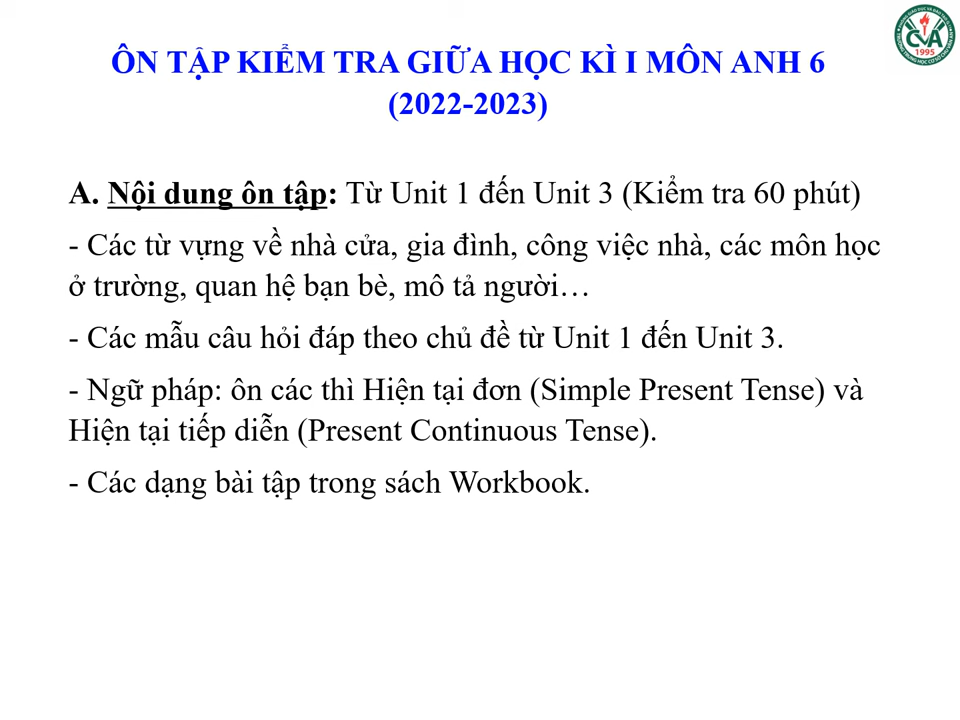 ÔN TẬP KIỂM TRA GIỮA HỌC KÌ I MÔN ANH 6
(2022-2023)
CVA
1995
A. Nội dung ôn tập: Từ Unit 1 đến Unit 3 (Kiểm tra 60 phút)
- Các từ vựng về nhà cửa, gia đình, công việc nhà, các môn học
ở trường, quan hệ bạn bè, mô tả người…
- Các mẫu câu hỏi đáp theo chủ đề từ Unit 1 đến Unit 3.
- Ngữ pháp: ôn các thì Hiện tại đơn (Simple Present Tense) và
Hiện tại tiếp diễn (Present Continuous Tense).
- Các dạng bài tập trong sách Workbook.